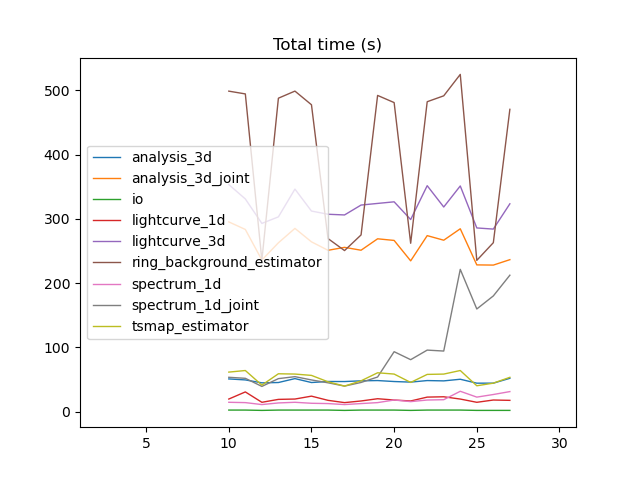 Total time (s)
500
400
300
200
100
0
analysis_3d
analysis_3d_joint
io
lightcurve_1d
lightcurve_3d
ring_background_estimator
spectrum_1d
spectrum_1d_joint
tsmap_estimator
5 10 15 20 25 30